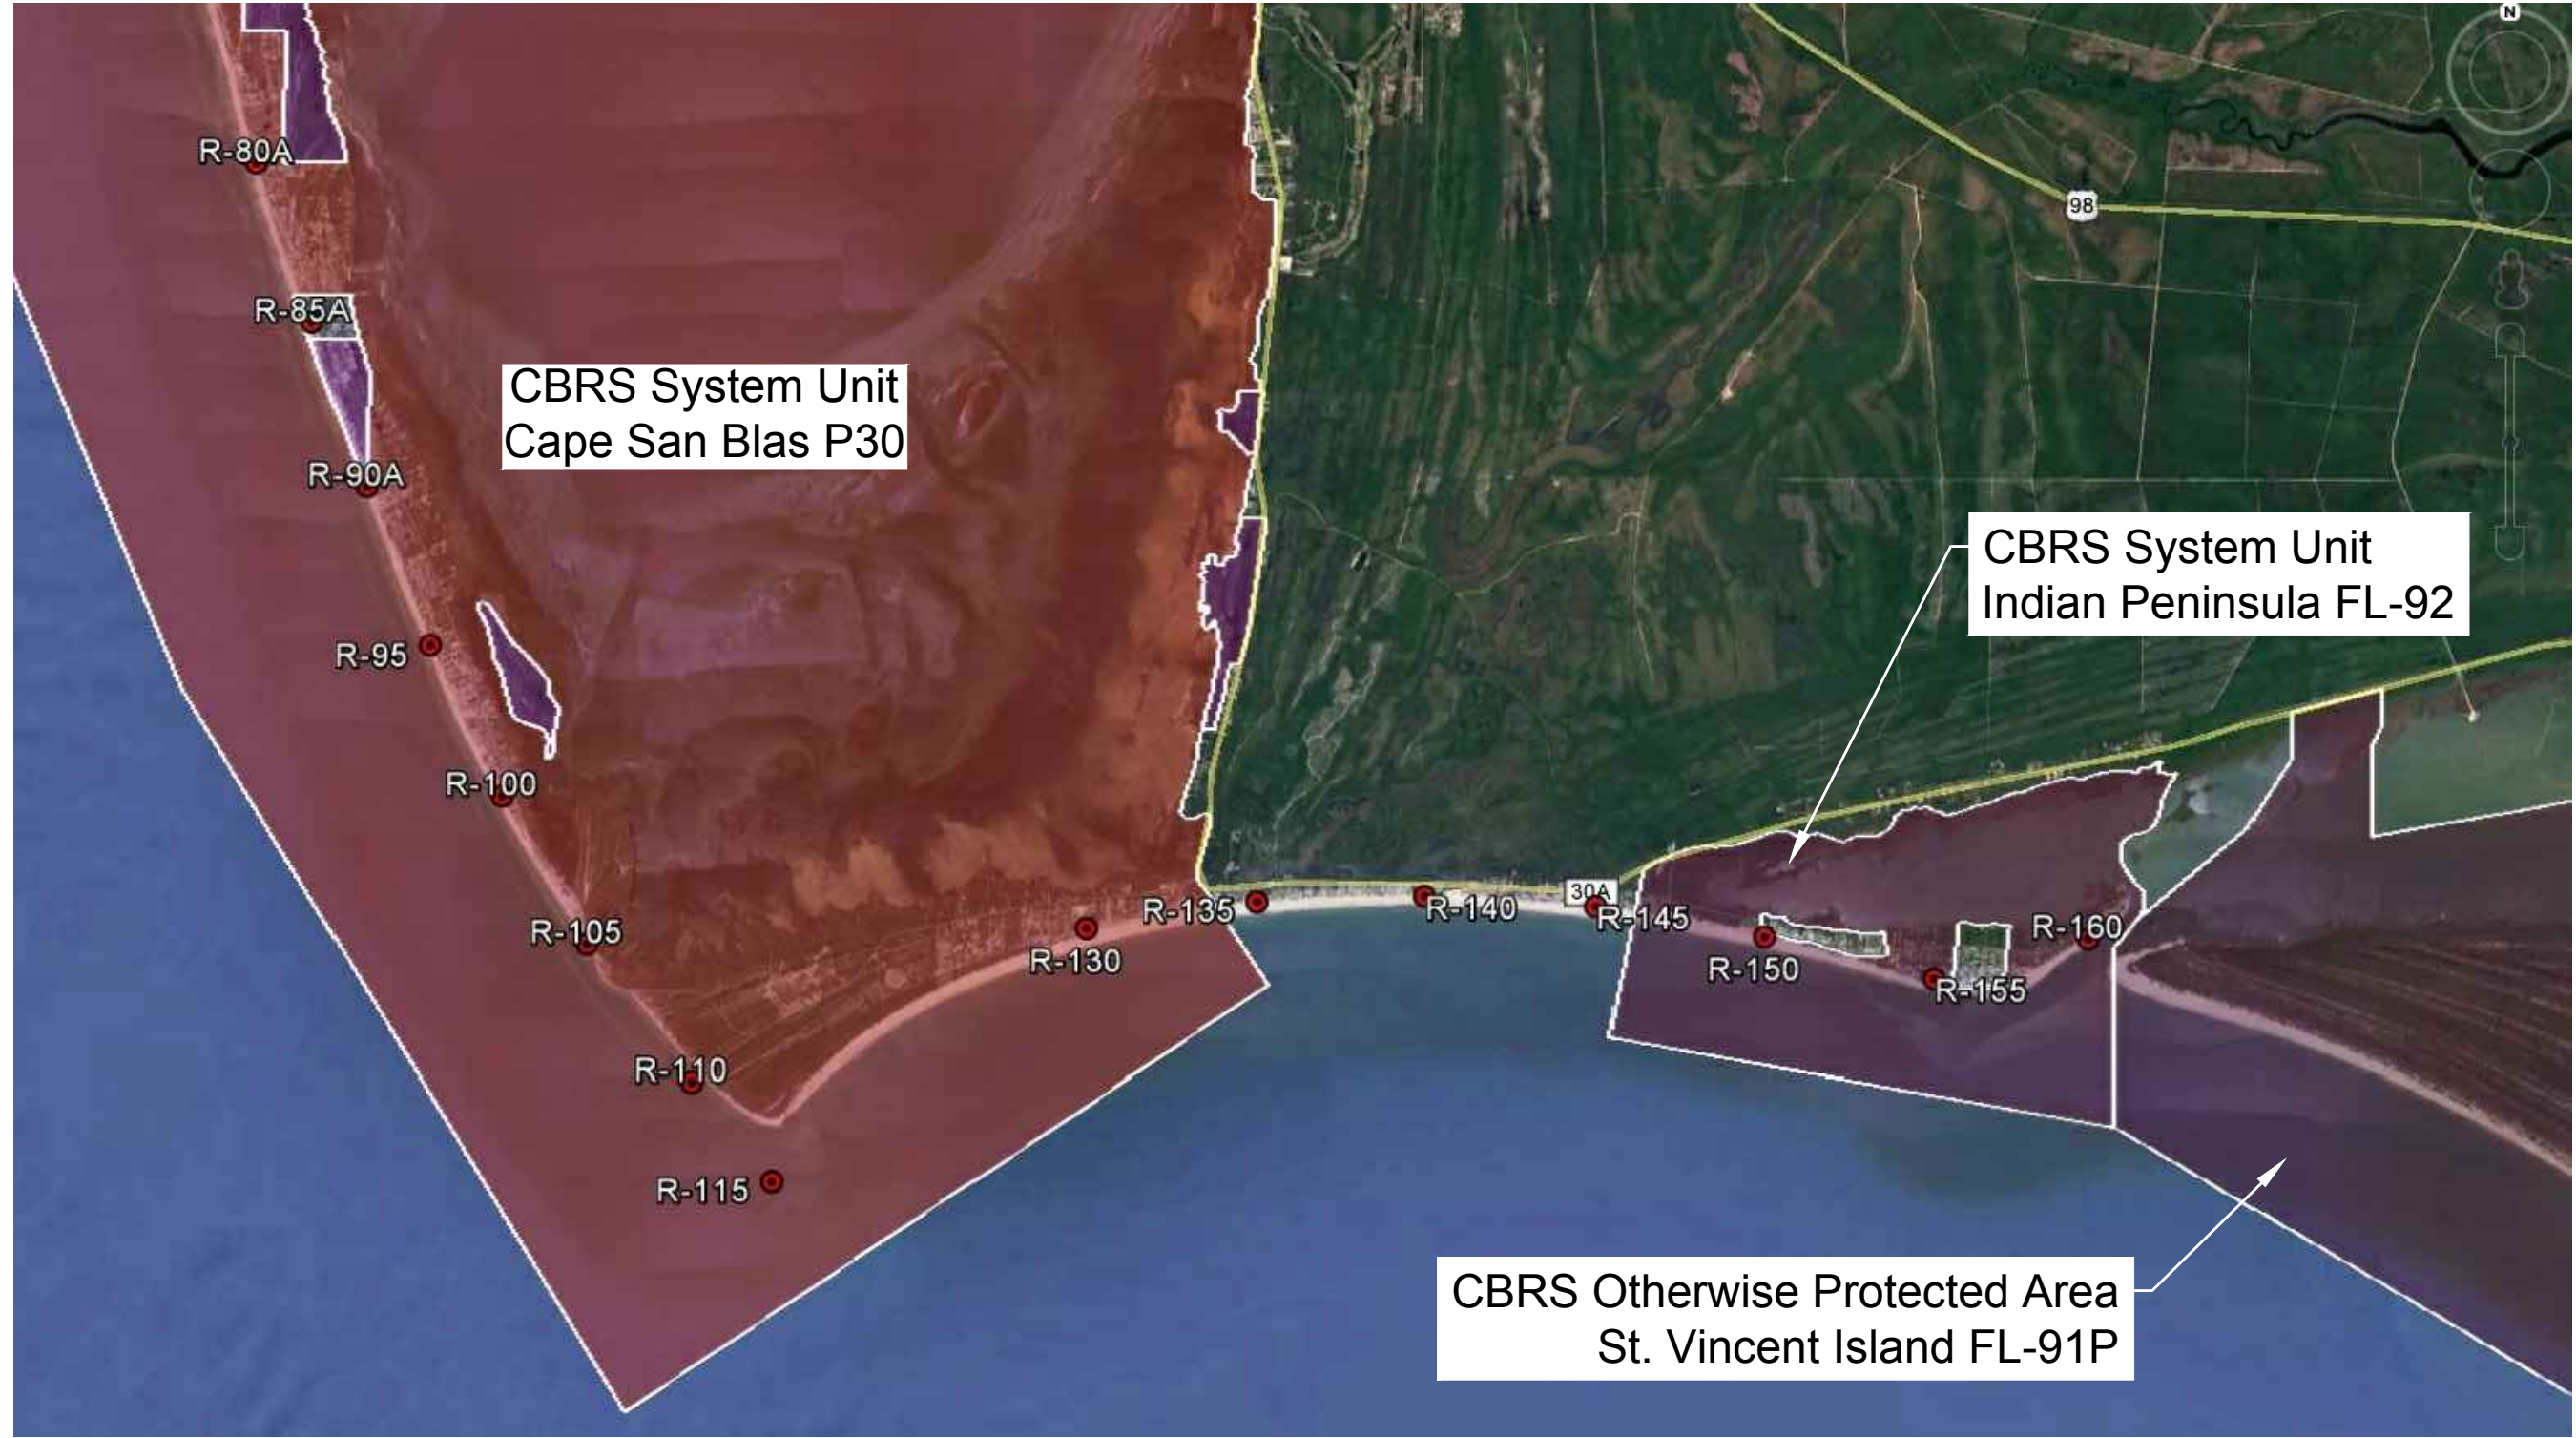 N
R-80A
98
R-85A
CBRS System Unit
Cape San Blas P30
R-90A
CBRS System Unit
Indian Peninsula FL-92
R-95
R-100
30A
R-135
R-140
R-145
R-105
R-130
R-150
R-155
R-160
R-110
R-115
CBRS Otherwise Protected Area
St. Vincent Island FL-91P